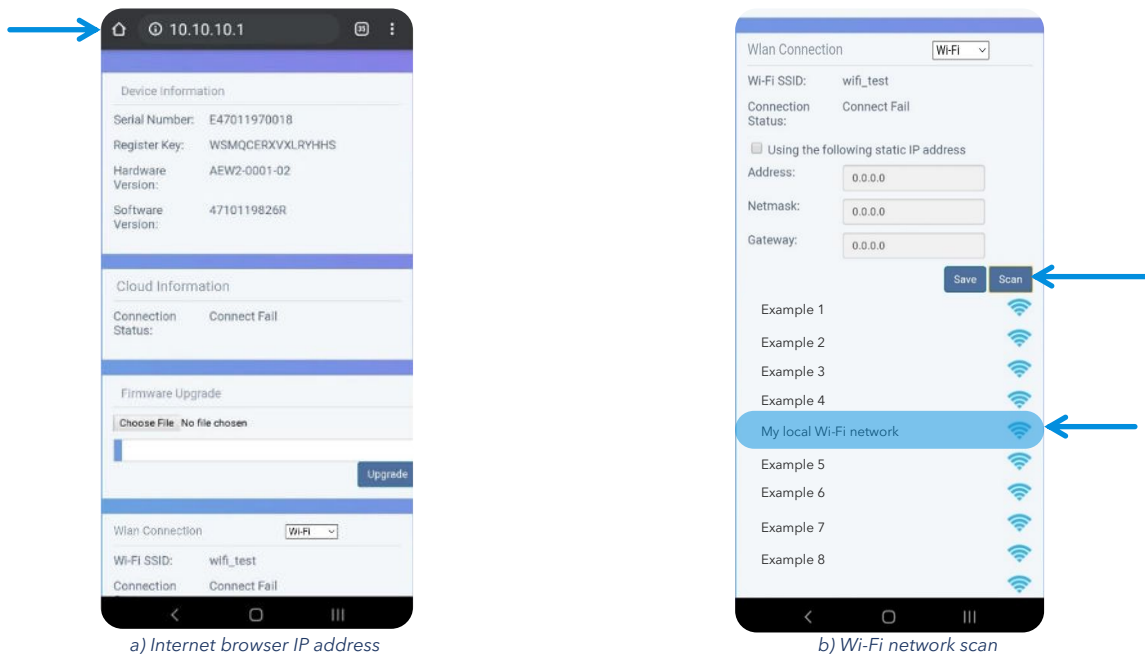 10.10.10.1
35
Device Information
Serial Number: E47011970018
Register Key: WSMQCERXVXLRYHHS
Hardware AEW2-0001-02
Version:
Software 4710119826R
Version:
Cloud Information
Connection Connect Fail
Status:
Firmware Upgrade
Choose File No file chosen
Upgrade
Wlan Connection Wi-Fi
Wi-Fi SSID: wifi_test
Connection Connect Fail
a) Internet browser IP address
Wlan Connection Wi-Fi
Wi-Fi SSID: wifi_test
Connection Connect Fail
Status:
Using the following static IP address
Address: 0.0.0.0
Netmask: 0.0.0.0
Gateway: 0.0.0.0
Save Scan
Example 1
Example 2
Example 3
Example 4
My local Wi-Fi network
Example 5
Example 6
Example 7
Example 8
b) Wi-Fi network scan